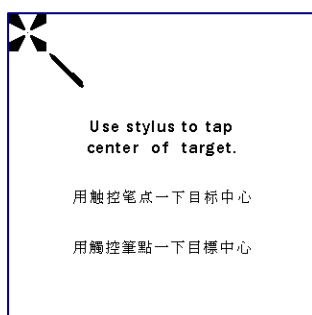 Use stylus to tap
center of target.
用触控笔点一下目标中心
用觸控筆點一下目標中心